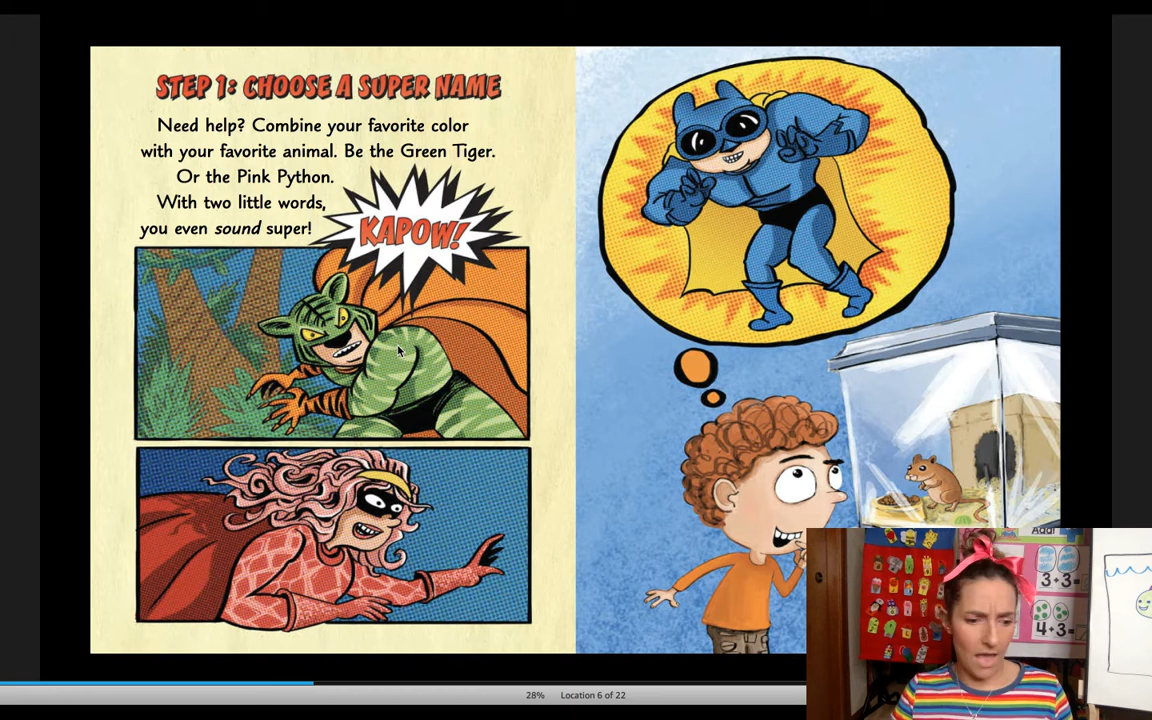 STEP 1: CHOOSE A SUPER NAME
Need help? Combine your favorite color
with your favorite animal. Be the Green Tiger.
Or the Pink Python.
With two little words,
you even sound super!
KAPOW!
Add!
3+3=
4+3=
28% Location 6 of 22